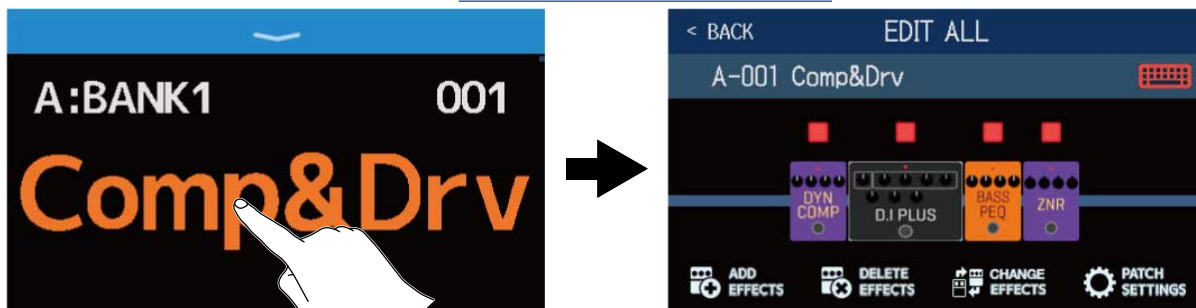 A:BANK1 001
Comp&Drv
< BACK EDIT ALL
A-001 Comp&Drv
DYN
COMP
D.I PLUS
BASS
PEQ
ZNR
ADD
EFFECTS
DELETE
EFFECTS
CHANGE
EFFECTS
PATCH
SETTINGS